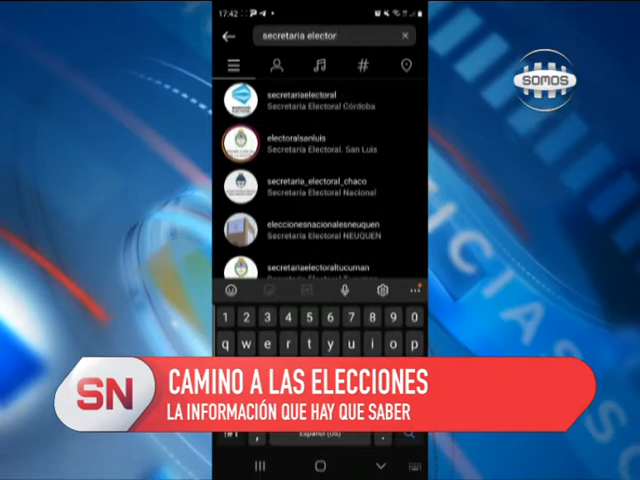 17:42
secretaria elector
SOMOS
#
secretariaelectoral
Secretaría Electoral Córdoba
electoralsanluis
Secretaría Electoral. San Luis
secretaria_electoral_chaco
Secretaría Electoral Nacional
eleccionesnacionalesneuquen
Secretaría Electoral NEUQUEN
secretariaelectoraltucuman
1 2 3 4 5 6 7 8 9 0
q w e r t y u i o p
SN
CAMINO A LAS ELECCIONES
LA INFORMACIÓN QUE HAY QUE SABER
!#1 , Español (US) .